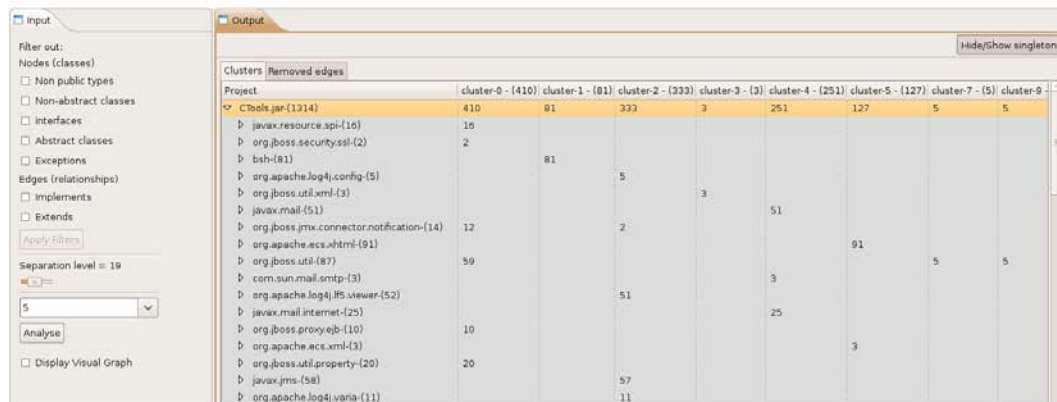 Input
Filter out:
Nodes (classes)
Non public types
Non-abstract classes
Interfaces
Abstract classes
Exceptions
Edges (relationships)
Implements
Extends
Apply Filters
Separation level = 19
5
Analyse
Display Visual Graph
Output
Hide/Show singleton
Clusters Removed edges
Project cluster-0 - (410) cluster-1 - (81) cluster-2 - (333) cluster-3 - (3) cluster-4 - (251) cluster-5 - (127) cluster-7 - (5) cluster-9 -
CTools.jar-(1314) 410 81 333 3 251 127 5 5
javax.resource.spi-(16) 16
org.jboss.security.ssl-(2) 2
bsh-(81) 81
org.apache.log4j.config-(5) 5
org.jboss.util.xml-(3) 3
javax.mail-(51) 51
org.jboss.jmx.connector.notification-(14) 12 2
org.apache.ecs.xhtml-(91) 91
org.jboss.util-(87) 59 5 5
com.sun.mail.smtp-(3) 3
org.apache.log4j.lf5.viewer-(52) 51
javax.mail.internet-(25) 25
org.jboss.proxy.ejb-(10) 10
org.apache.ecs.xml-(3) 3
org.jboss.util.property-(20) 20
javax.jms-(58) 57
org.apache.log4j.varia-(11) 11